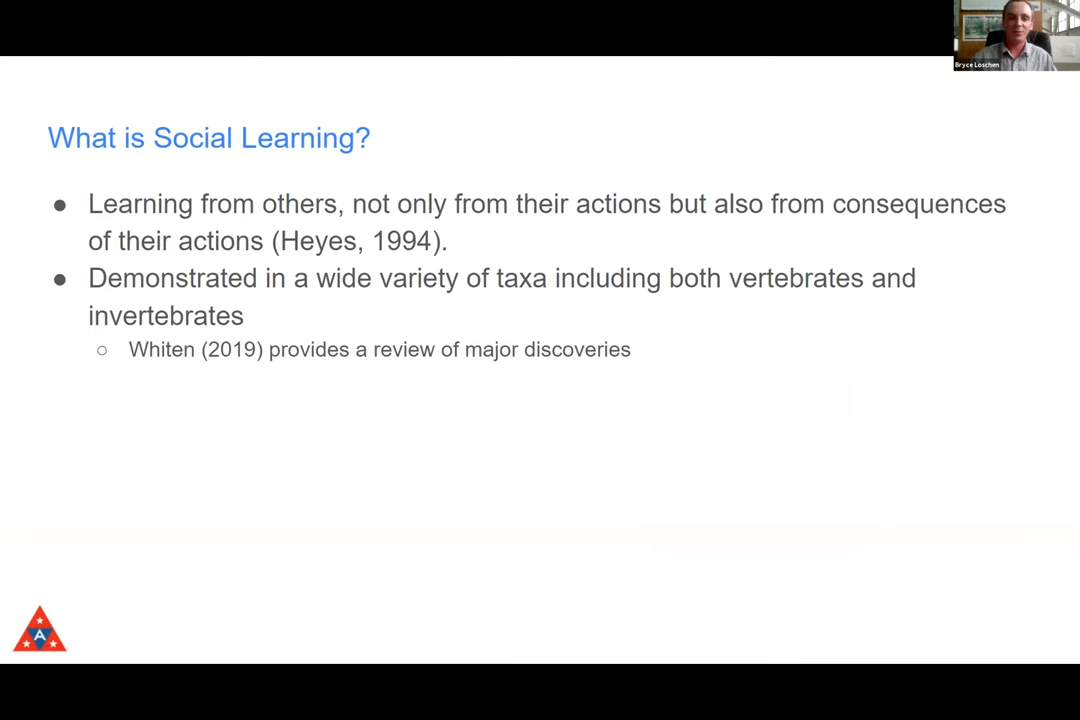 Bryce Loschen
What is Social Learning?
● Learning from others, not only from their actions but also from consequences
of their actions (Heyes, 1994).
● Demonstrated in a wide variety of taxa including both vertebrates and
invertebrates
○ Whiten (2019) provides a review of major discoveries
A